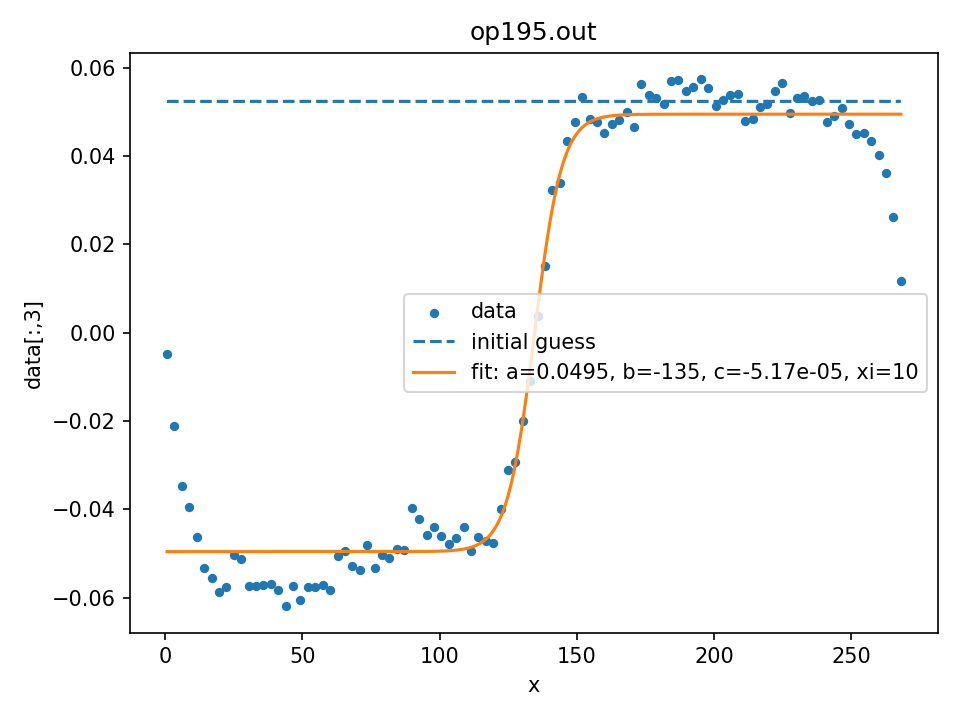 op195.out
data[:,3]
0.06
0.04
0.02
0.00
−0.02
−0.04
−0.06
data
initial guess
fit: a=0.0495, b=-135, c=-5.17e-05, xi=10
0 50 100 150 200 250
x